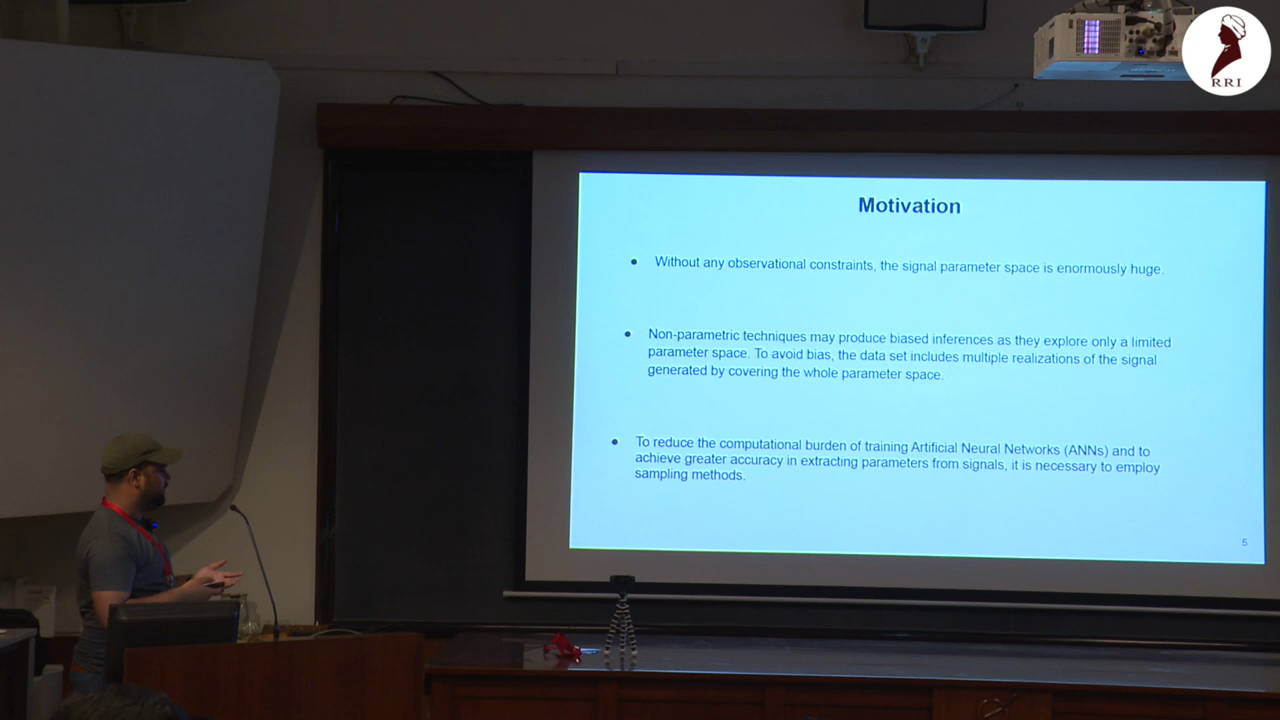 RRI
Motivation
• Without any observational constraints, the signal parameter space is enormously huge.
• Non-parametric techniques may produce biased inferences as they explore only a limited
parameter space. To avoid bias, the data set includes multiple realizations of the signal
generated by covering the whole parameter space.
• To reduce the computational burden of training Artificial Neural Networks (ANNs) and to
achieve greater accuracy in extracting parameters from signals, it is necessary to employ
sampling methods.
5